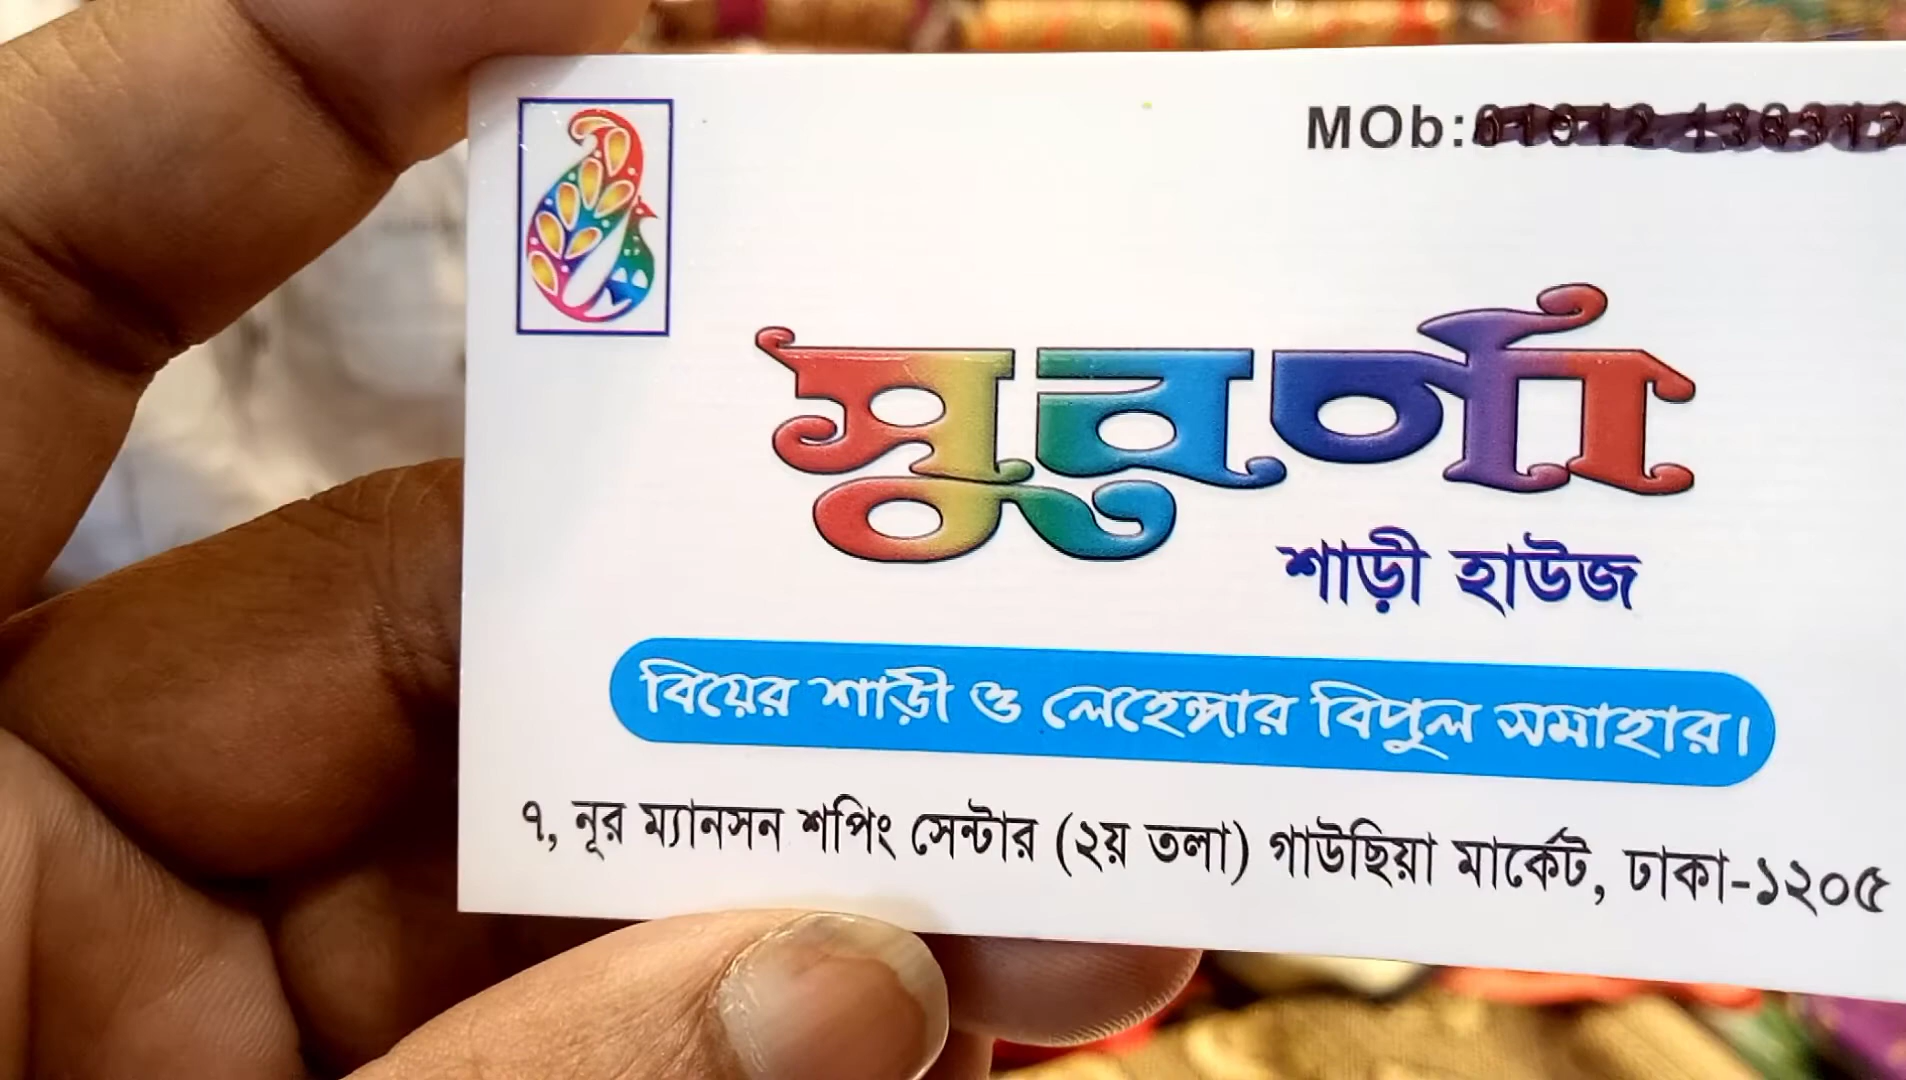 MOb:
সুবর্ণা
শাড়ী হাউজ
বিয়ের শাড়ী ও লেহেঙ্গার বিপুল সমাহার।
৭, নূর ম্যানসন শপিং সেন্টার (২য় তলা) গাউছিয়া মার্কেট, ঢাকা-১২০৫